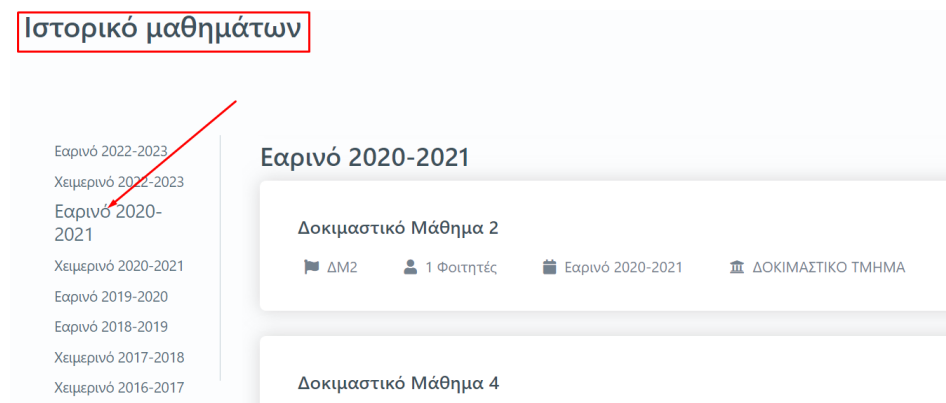 Ιστορικό μαθημάτων
Εαρινό 2022-2023
Χειμερινό 2022-2023
Εαρινό 2020-
2021
Χειμερινό 2020-2021
Εαρινό 2019-2020
Εαρινό 2018-2019
Χειμερινό 2017-2018
Χειμερινό 2016-2017
Εαρινό 2020-2021
Δοκιμαστικό Μάθημα 2
ΔΜ2 1 Φοιτητές Εαρινό 2020-2021 ΔΟΚΙΜΑΣΤΙΚΟ ΤΜΗΜΑ
Δοκιμαστικό Μάθημα 4